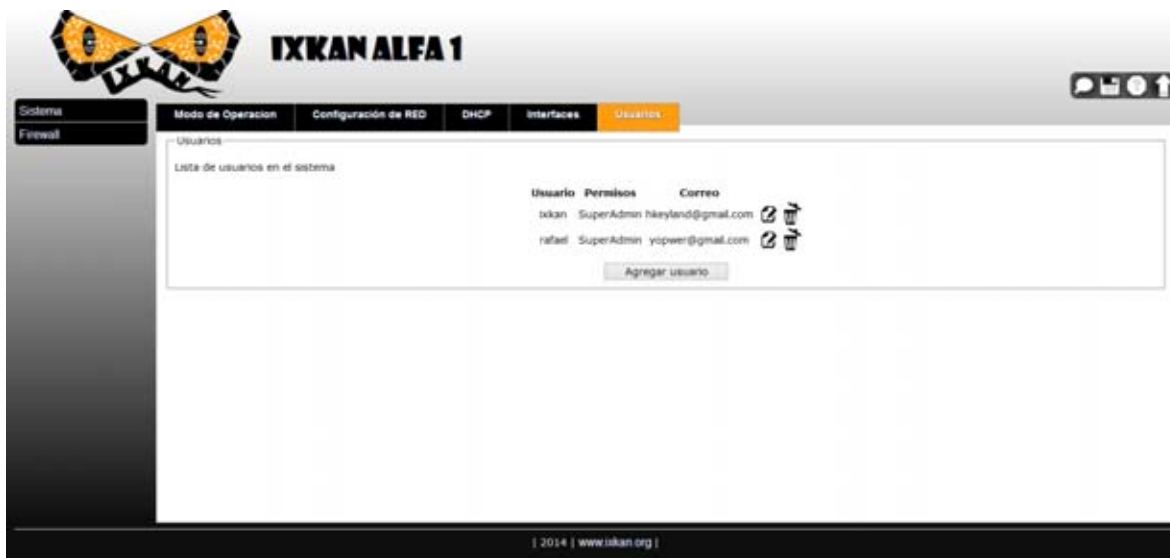 IXKAN
IXKAN ALFA 1
Sistema
Firewall
Modo de Operacion Configuración de RED DHCP Interfaces Usuarios
Usuarios
Lista de usuarios en el sistema
Usuario Permisos Correo
ixkan SuperAdmin hkeyland@gmail.com
rafael SuperAdmin yopwer@gmail.com
Agregar usuario
| 2014 | www.ixkan.org |